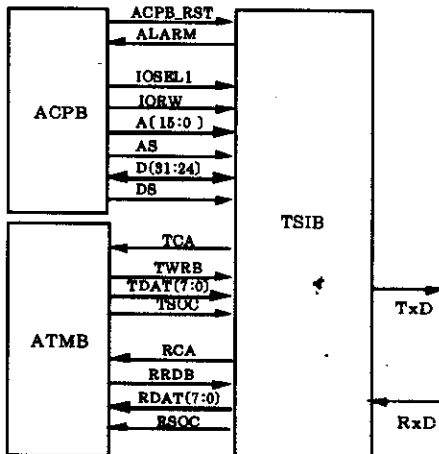 ACPB_RST
ALARM
IOSEL1
IORW
ACPB
A(15:0)
AS
D(31:24)
DS
TSIB
TCA
TWRB
TDAT(7:0)
TSOC
TxD
ATMB
RCA
RRDB
RDAT(7:0)
RSOC
RxD